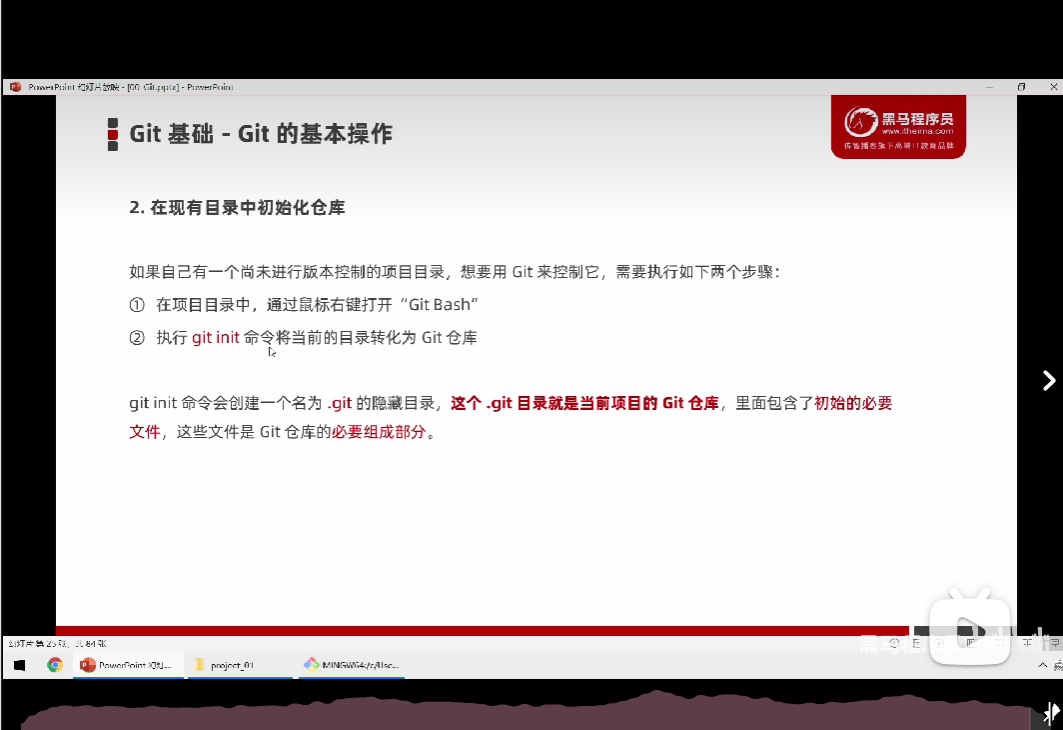 PowerPoint 幻灯片放映 - [00. Git.pptx] - PowerPoint
Git 基础 - Git 的基本操作
黑马程序员
www.itheima.com
传智播客旗下高端IT教育品牌
2. 在现有目录中初始化仓库
如果自己有一个尚未进行版本控制的项目目录，想要用 Git 来控制它，需要执行如下两个步骤：
① 在项目目录中，通过鼠标右键打开“Git Bash”
② 执行 git init 命令将当前的目录转化为 Git 仓库
git init 命令会创建一个名为 .git 的隐藏目录，这个 .git 目录就是当前项目的 Git 仓库，里面包含了初始的必要
文件，这些文件是 Git 仓库的必要组成部分。
幻灯片 第 25 张，共 84 张
PowerPoint 幻灯...
project_01
MINGW64:/c/Use...